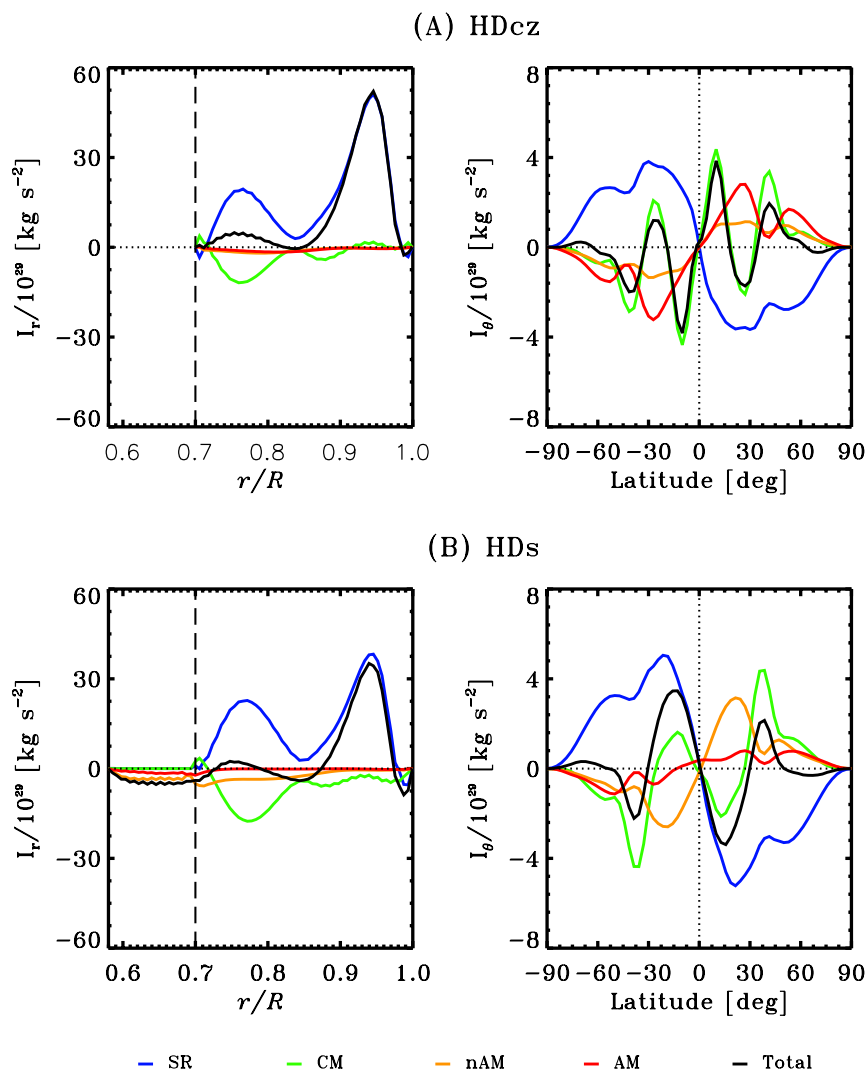 (A) HDcz
60
30
0
−30
−60
I_r/10^29 [kg s^−2]
0.6 0.7 0.8 0.9 1.0
r/R
8
4
0
−4
−8
I_θ/10^29 [kg s^−2]
−90 −60 −30 0 30 60 90
Latitude [deg]
(B) HDs
60
30
0
−30
−60
I_r/10^29 [kg s^−2]
0.6 0.7 0.8 0.9 1.0
r/R
8
4
0
−4
−8
I_θ/10^29 [kg s^−2]
−90 −60 −30 0 30 60 90
Latitude [deg]
SR CM nAM AM Total